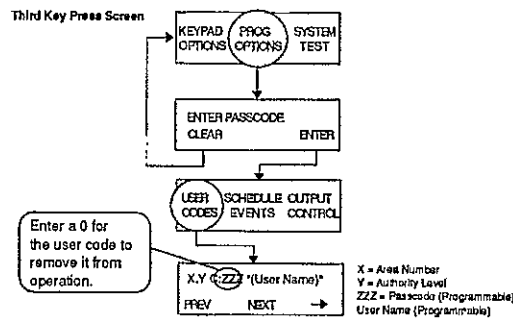 Third Key Press Screen
KEYPAD PROG SYSTEM
OPTIONS OPTIONS TEST
ENTER PASSCODE
CLEAR ENTER
USER SCHEDULE OUTPUT
CODES EVENTS CONTROL
Enter a 0 for
the user code to
remove it from
operation.
X,Y C:ZZZ "(User Name)"
PREV NEXT →
X = Area Number
Y = Authority Level
ZZZ = Passcode (Programmable)
User Name (Programmable)